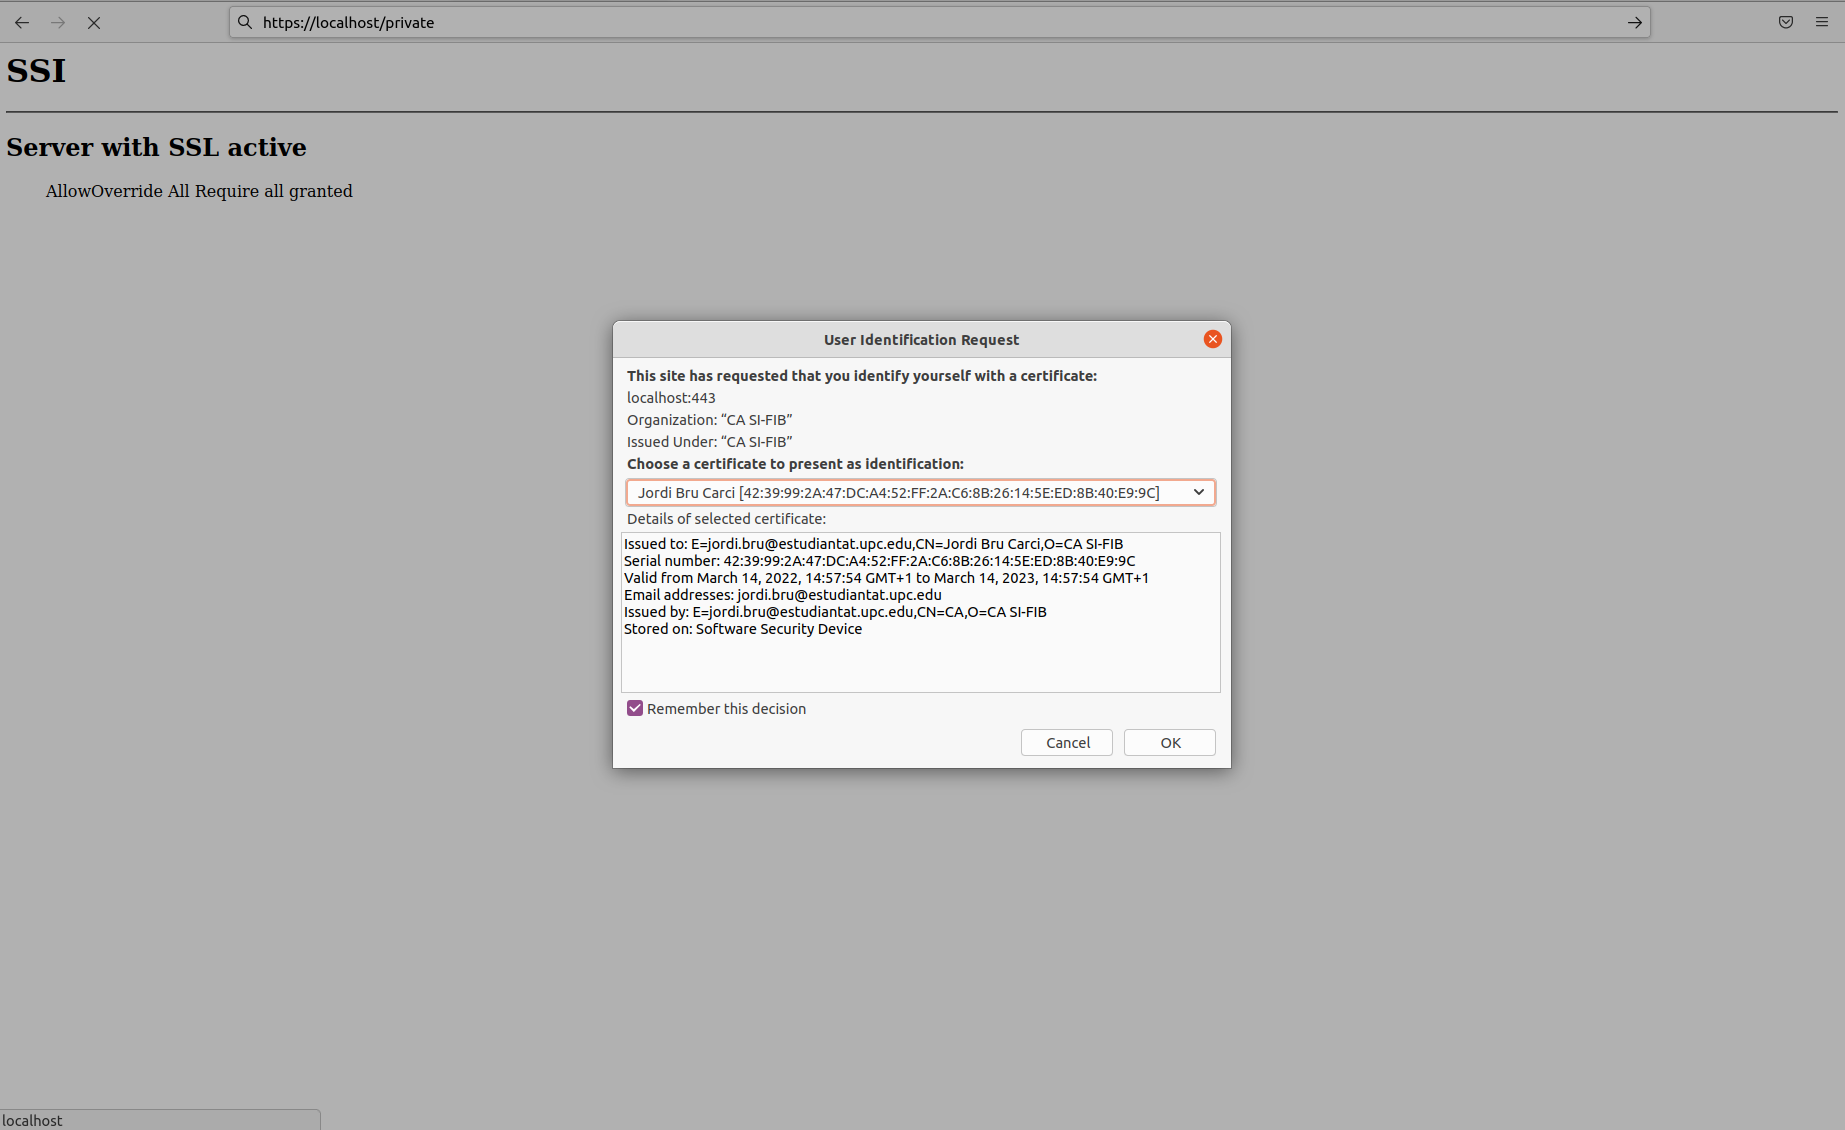 https://localhost/private
SSI
Server with SSL active
AllowOverride All Require all granted
User Identification Request
This site has requested that you identify yourself with a certificate:
localhost:443
Organization: “CA SI-FIB”
Issued Under: “CA SI-FIB”
Choose a certificate to present as identification:
Jordi Bru Carci [42:39:99:2A:47:DC:A4:52:FF:2A:C6:8B:26:14:5E:ED:8B:40:E9:9C]
Details of selected certificate:
Issued to: E=jordi.bru@estudiantat.upc.edu,CN=Jordi Bru Carci,O=CA SI-FIB
Serial number: 42:39:99:2A:47:DC:A4:52:FF:2A:C6:8B:26:14:5E:ED:8B:40:E9:9C
Valid from March 14, 2022, 14:57:54 GMT+1 to March 14, 2023, 14:57:54 GMT+1
Email addresses: jordi.bru@estudiantat.upc.edu
Issued by: E=jordi.bru@estudiantat.upc.edu,CN=CA,O=CA SI-FIB
Stored on: Software Security Device
Remember this decision
Cancel OK
localhost